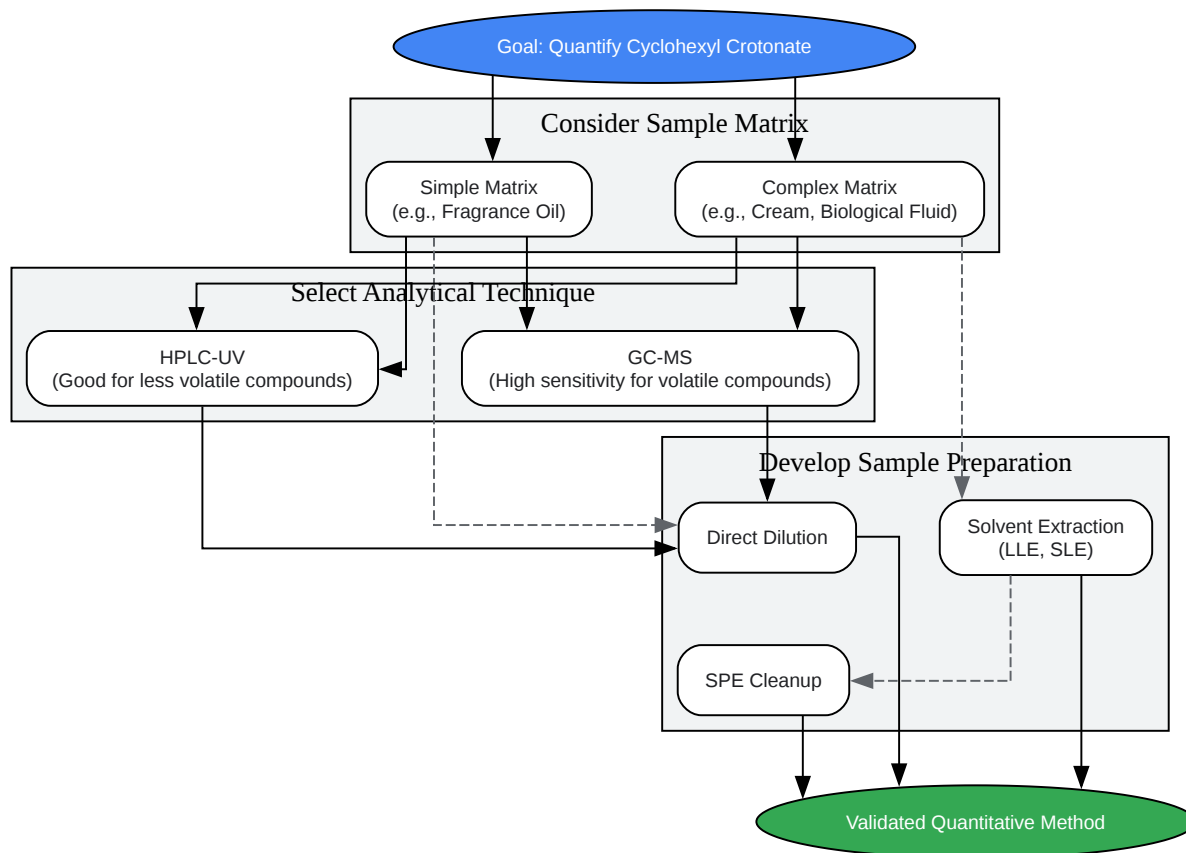 Goal: Quantify Cyclohexyl Crotonate
Consider Sample Matrix
Simple Matrix
(e.g., Fragrance Oil)
Complex Matrix
(e.g., Cream, Biological Fluid)
Select Analytical Technique
HPLC-UV
(Good for less volatile compounds)
GC-MS
(High sensitivity for volatile compounds)
Develop Sample Preparation
Direct Dilution
Solvent Extraction
(LLE, SLE)
SPE Cleanup
Validated Quantitative Method